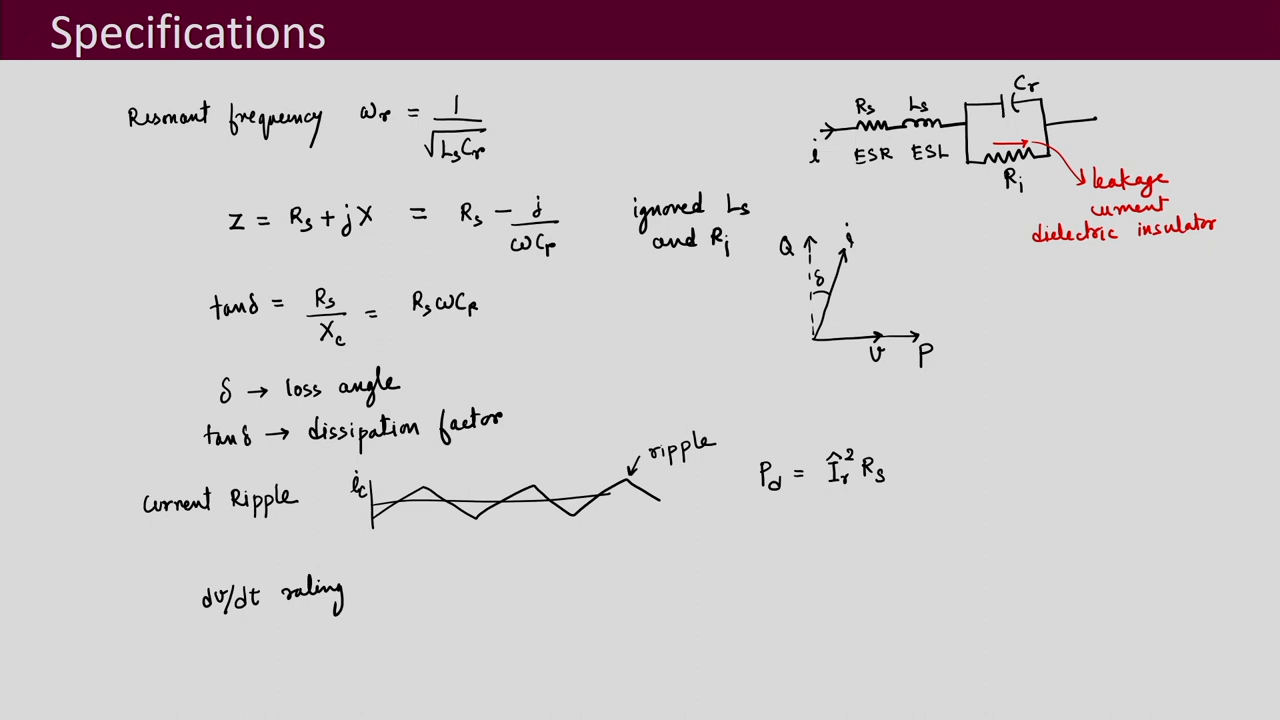 Specifications
Resonant frequency ωr = 1 / √(LsCr)
Rs Ls Cr
i ESR ESL Ri
leakage
current
dielectric insulator
Z = Rs + jX = Rs - j/ωCr
ignored Ls
and Ri
Q i
δ
v P
tanδ = Rs/Xc = RsωCr
δ → loss angle
tanδ → dissipation factor
Current Ripple ic ripple
Pd = Îr² Rs
dv/dt rating